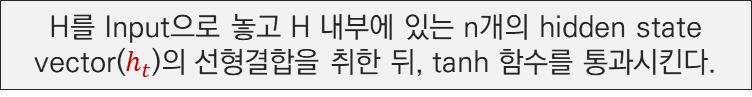 H를 Input으로 놓고 H 내부에 있는 n개의 hidden state
vector(h_t)의 선형결합을 취한 뒤, tanh 함수를 통과시킨다.